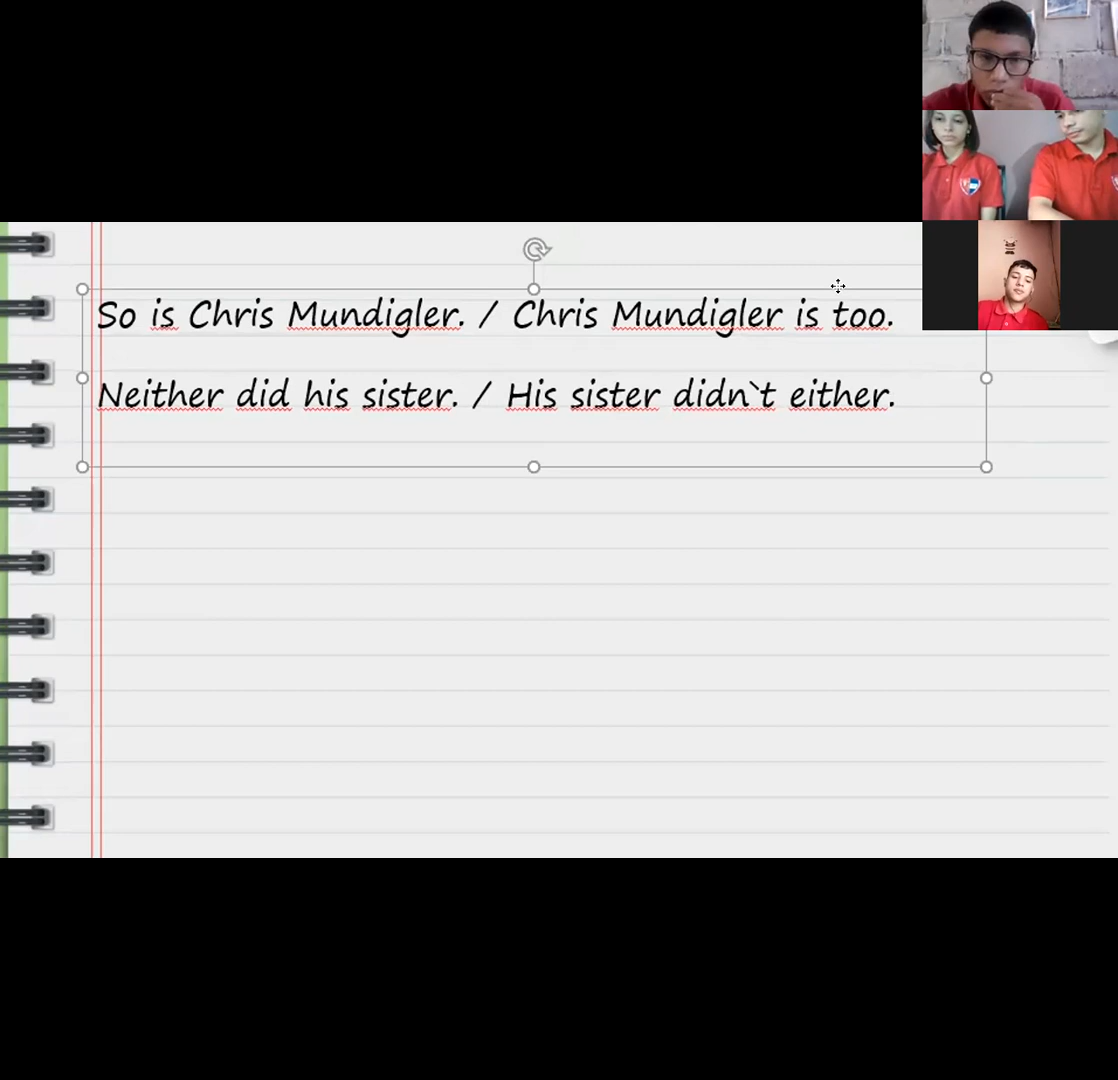 So is Chris Mundigler. / Chris Mundigler is too.
Neither did his sister. / His sister didn`t either.